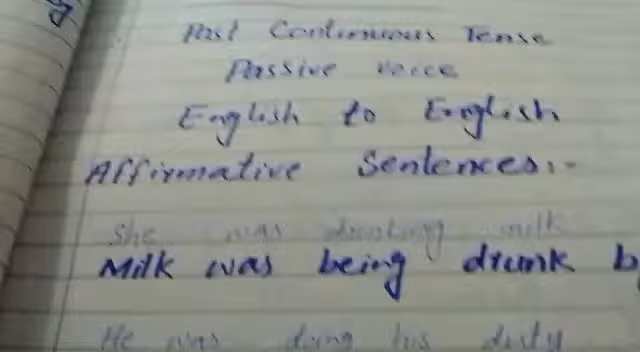 Past Continuous Tense
Passive voice
English to English
Affirmative Sentences:-
She was drinking milk
Milk was being drunk b
He was doing his duty